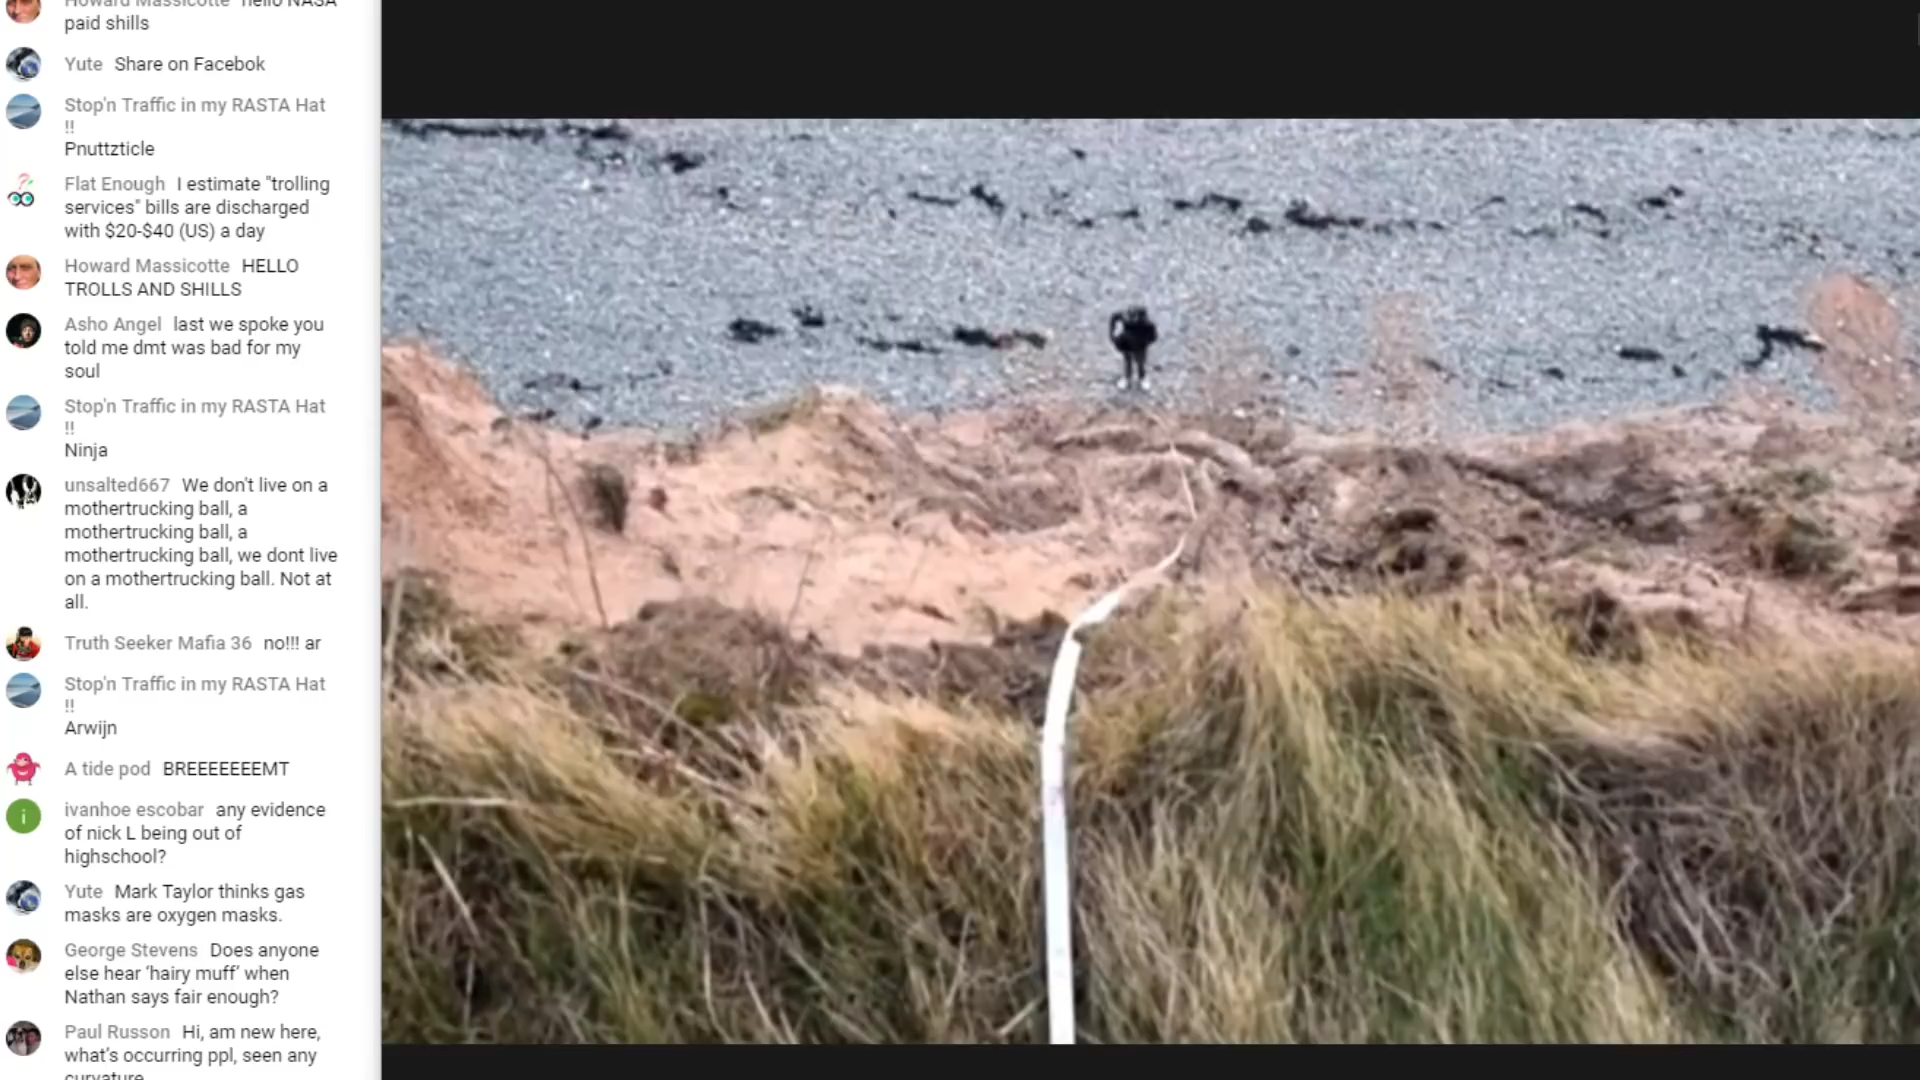 Howard Massicotte hello NASA
paid shills
Yute Share on Facebok
Stop'n Traffic in my RASTA Hat
!!
Pnuttzticle
Flat Enough I estimate "trolling
services" bills are discharged
with $20-$40 (US) a day
Howard Massicotte HELLO
TROLLS AND SHILLS
Asho Angel last we spoke you
told me dmt was bad for my
soul
Stop'n Traffic in my RASTA Hat
!!
Ninja
unsalted667 We don't live on a
mothertrucking ball, a
mothertrucking ball, a
mothertrucking ball, we dont live
on a mothertrucking ball. Not at
all.
Truth Seeker Mafia 36 no!!! ar
Stop'n Traffic in my RASTA Hat
!!
Arwijn
A tide pod BREEEEEEEMT
i
ivanhoe escobar any evidence
of nick L being out of
highschool?
Yute Mark Taylor thinks gas
masks are oxygen masks.
George Stevens Does anyone
else hear ‘hairy muff’ when
Nathan says fair enough?
Paul Russon Hi, am new here,
what’s occurring ppl, seen any
curvature